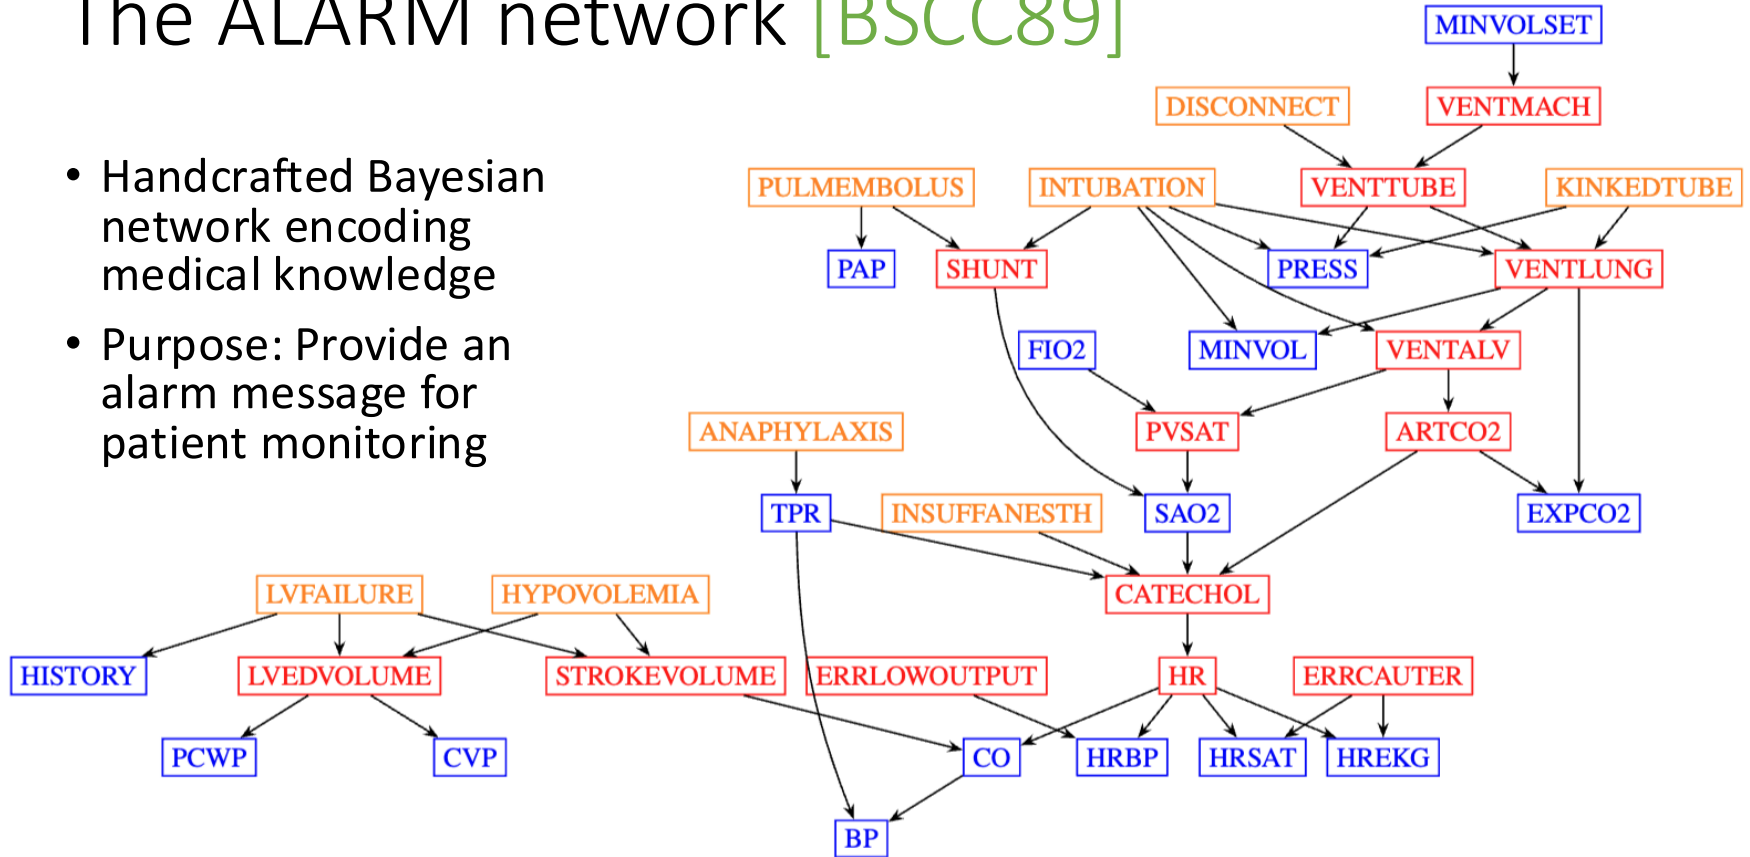 The ALARM network [BSCC89]
• Handcrafted Bayesian
network encoding
medical knowledge
• Purpose: Provide an
alarm message for
patient monitoring
MINVOLSET
DISCONNECT
VENTMACH
PULMEMBOLUS
INTUBATION
VENTTUBE
KINKEDTUBE
PAP
SHUNT
PRESS
VENTLUNG
FIO2
MINVOL
VENTALV
ANAPHYLAXIS
PVSAT
ARTCO2
TPR
INSUFFANESTH
SAO2
EXPCO2
LVFAILURE
HYPOVOLEMIA
CATECHOL
HISTORY
LVEDVOLUME
STROKEVOLUME
ERRLOWOUTPUT
HR
ERRCAUTER
PCWP
CVP
CO
HRBP
HRSAT
HREKG
BP